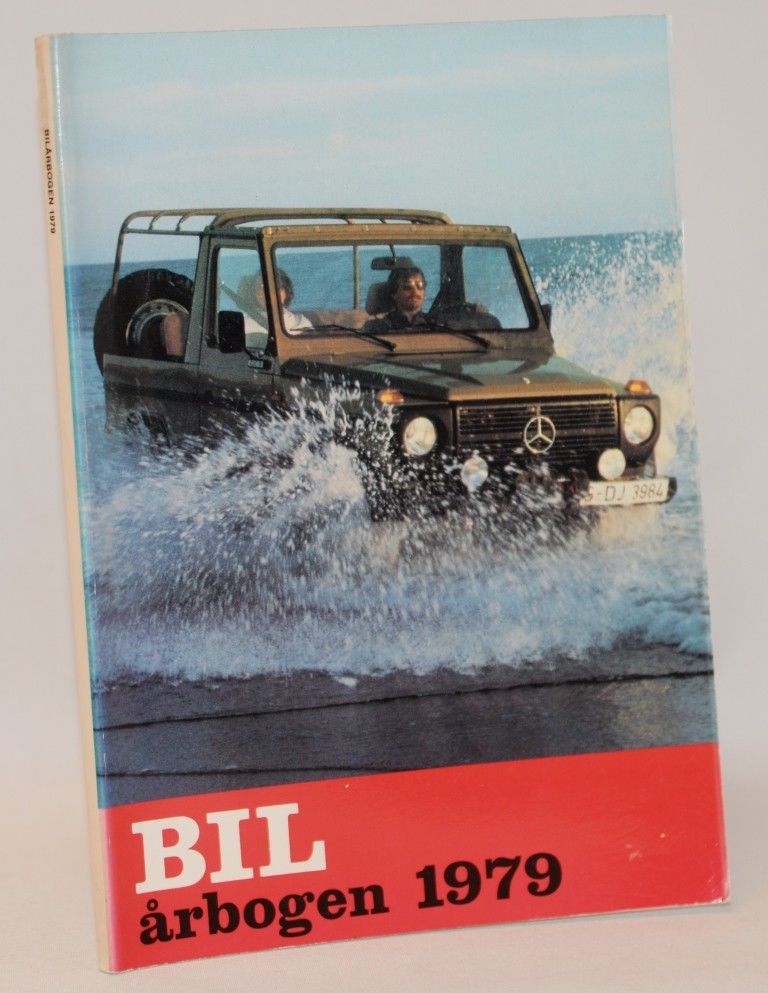 BILÅRBOGEN 1979
S-DJ 3984
BIL
årbogen 1979